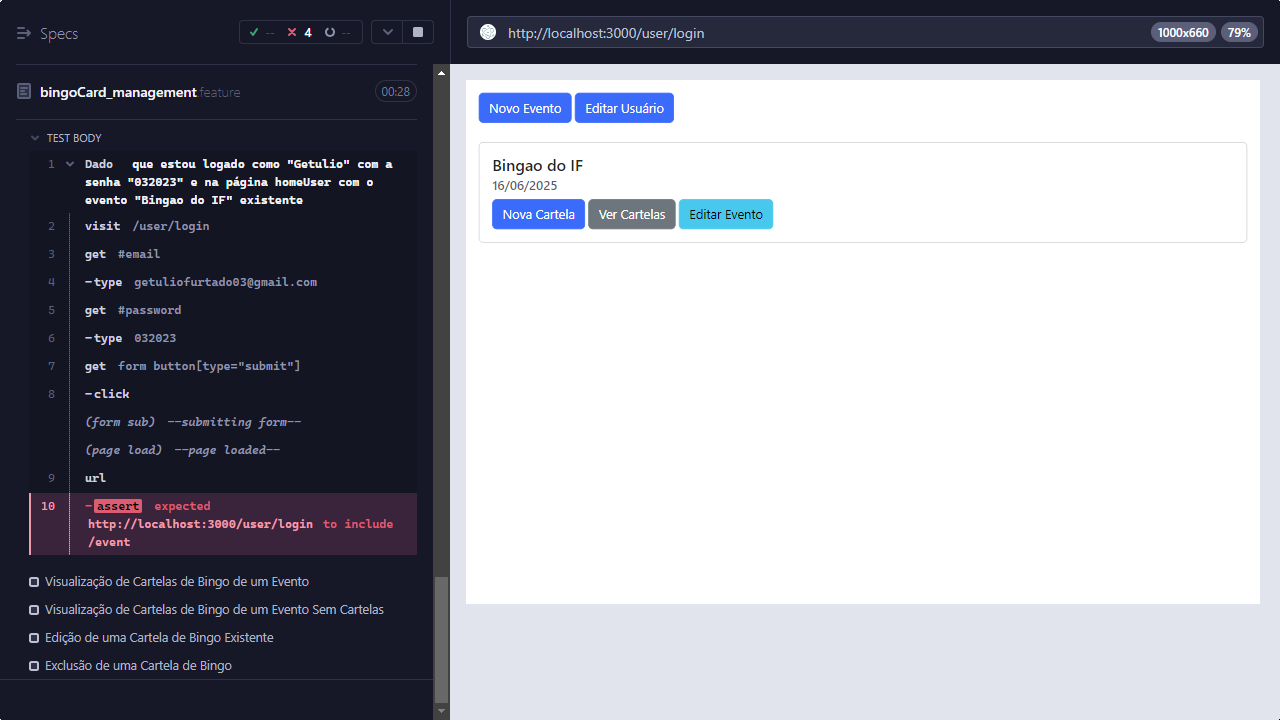 Specs
-- 4 --
http://localhost:3000/user/login
1000x660
79%
bingoCard_management.feature
00:28
TEST BODY
1 Dado que estou logado como "Getulio" com a
senha "032023" e na página homeUser com o
evento "Bingao do IF" existente
2 visit /user/login
3 get #email
4 -type getuliofurtado03@gmail.com
5 get #password
6 -type 032023
7 get form button[type="submit"]
8 -click
(form sub) --submitting form--
(page load) --page loaded--
9 url
10 -assert expected
http://localhost:3000/user/login to include
/event
Visualização de Cartelas de Bingo de um Evento
Visualização de Cartelas de Bingo de um Evento Sem Cartelas
Edição de uma Cartela de Bingo Existente
Exclusão de uma Cartela de Bingo
Novo Evento
Editar Usuário
Bingao do IF
16/06/2025
Nova Cartela
Ver Cartelas
Editar Evento